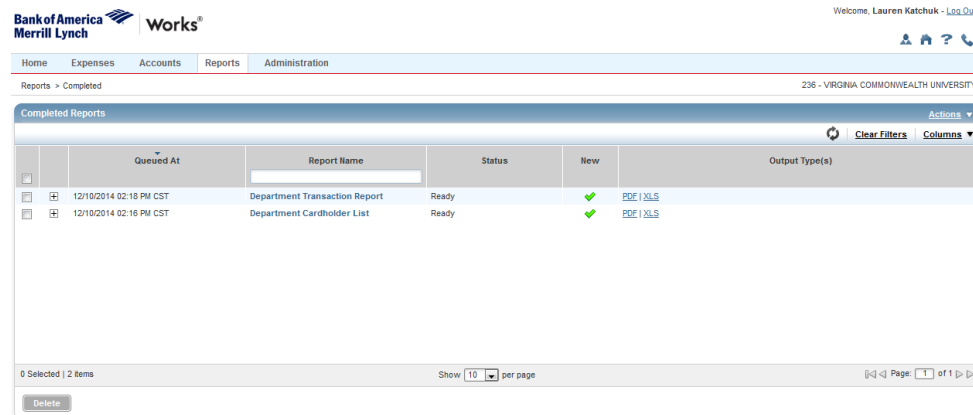 Bank of America
Merrill Lynch
Works®
Welcome, Lauren Katchuk - Log Ou
Home Expenses Accounts Reports Administration
Reports > Completed
236 - VIRGINIA COMMONWEALTH UNIVERSITY
Completed Reports Actions
Clear Filters Columns
Queued At Report Name Status New Output Type(s)
12/10/2014 02:18 PM CST Department Transaction Report Ready PDF | XLS
12/10/2014 02:16 PM CST Department Cardholder List Ready PDF | XLS
0 Selected | 2 items Show 10 per page Page: 1 of 1
Delete